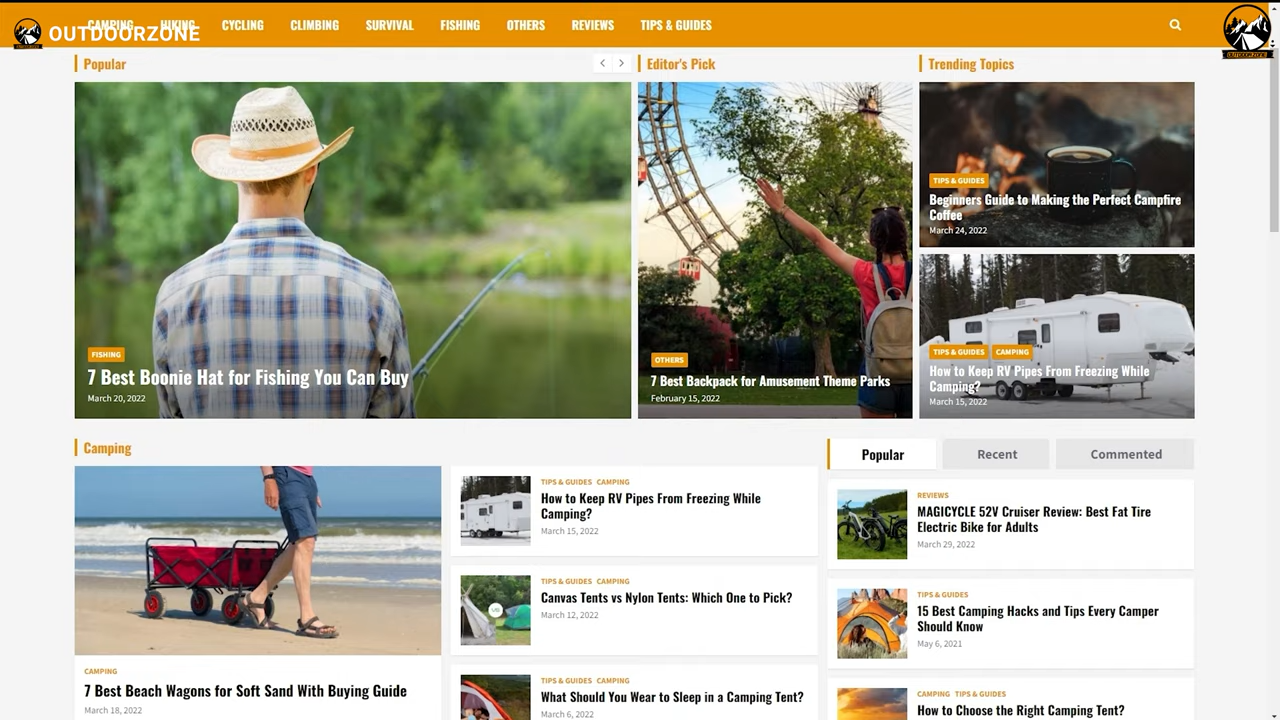 CAMPING HIKING CYCLING CLIMBING SURVIVAL FISHING OTHERS REVIEWS TIPS & GUIDES
OUTDOORZONE
OUTDOORZONE
Popular
FISHING
7 Best Boonie Hat for Fishing You Can Buy
March 20, 2022
Editor's Pick
OTHERS
7 Best Backpack for Amusement Theme Parks
February 15, 2022
Trending Topics
TIPS & GUIDES
Beginners Guide to Making the Perfect Campfire
Coffee
March 24, 2022
TIPS & GUIDES CAMPING
How to Keep RV Pipes From Freezing While
Camping?
March 15, 2022
Camping
CAMPING
7 Best Beach Wagons for Soft Sand With Buying Guide
March 18, 2022
TIPS & GUIDES CAMPING
How to Keep RV Pipes From Freezing While
Camping?
March 15, 2022
TIPS & GUIDES CAMPING
Canvas Tents vs Nylon Tents: Which One to Pick?
March 12, 2022
TIPS & GUIDES CAMPING
What Should You Wear to Sleep in a Camping Tent?
March 6, 2022
Popular Recent Commented
REVIEWS
MAGICYCLE 52V Cruiser Review: Best Fat Tire
Electric Bike for Adults
March 29, 2022
TIPS & GUIDES
15 Best Camping Hacks and Tips Every Camper
Should Know
May 6, 2021
CAMPING TIPS & GUIDES
How to Choose the Right Camping Tent?